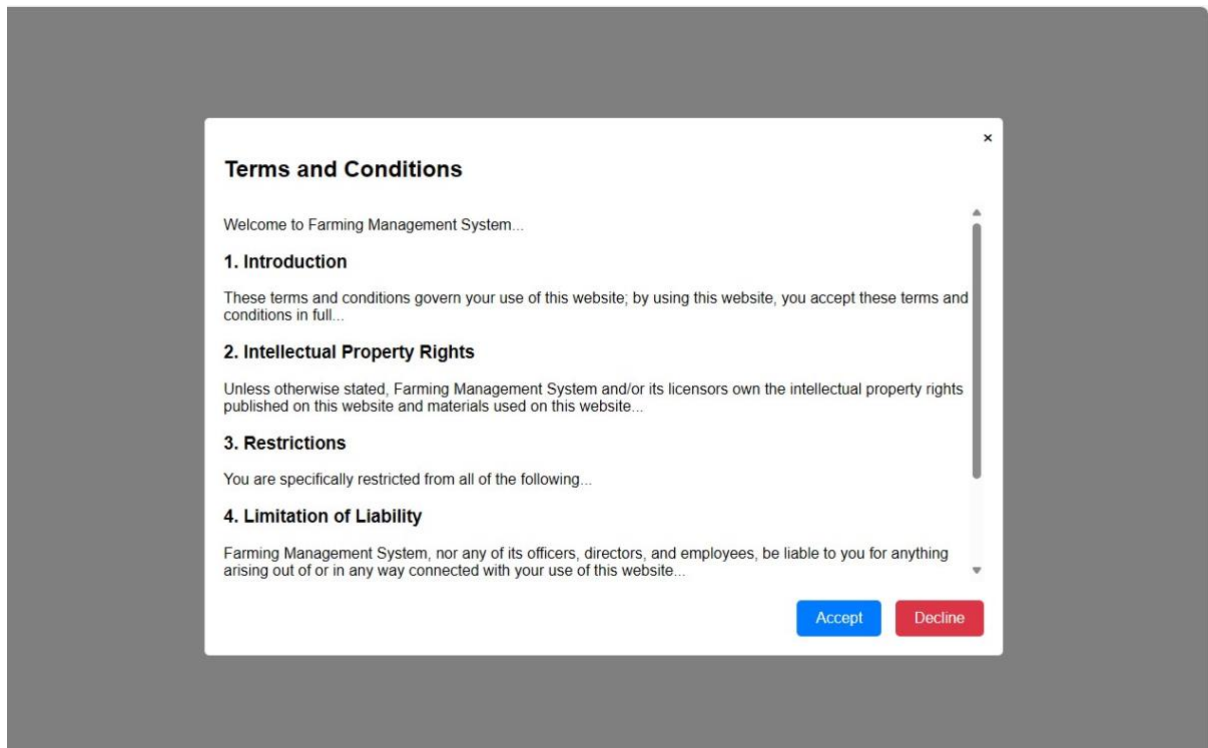 ×
Terms and Conditions
Welcome to Farming Management System...
1. Introduction
These terms and conditions govern your use of this website; by using this website, you accept these terms and
conditions in full...
2. Intellectual Property Rights
Unless otherwise stated, Farming Management System and/or its licensors own the intellectual property rights
published on this website and materials used on this website...
3. Restrictions
You are specifically restricted from all of the following...
4. Limitation of Liability
Farming Management System, nor any of its officers, directors, and employees, be liable to you for anything
arising out of or in any way connected with your use of this website...
Accept Decline